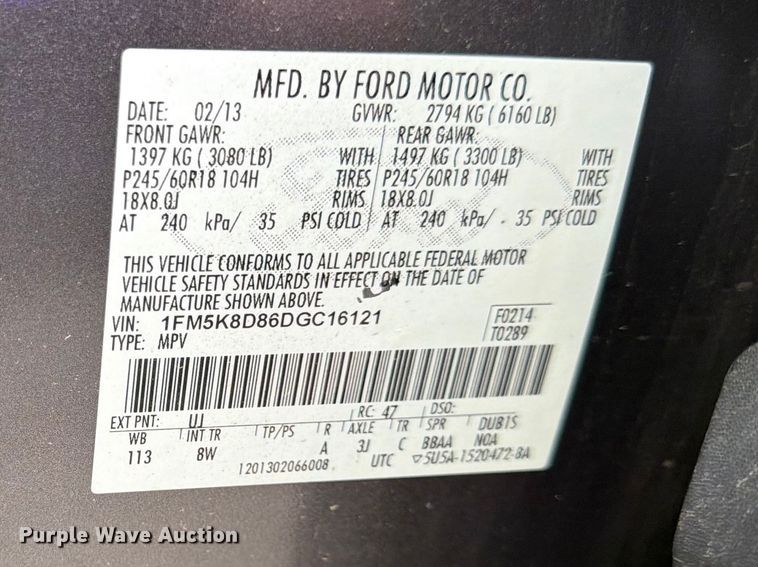 MFD. BY FORD MOTOR CO.
DATE: 02/13 GVWR: 2794 KG ( 6160 LB)
FRONT GAWR: REAR GAWR:
1397 KG ( 3080 LB) WITH 1497 KG ( 3300 LB) WITH
P245/60R18 104H TIRES P245/60R18 104H TIRES
18X8.0J RIMS 18X8.0J RIMS
AT 240 kPa/ 35 PSI COLD AT 240 kPa/ 35 PSI COLD
THIS VEHICLE CONFORMS TO ALL APPLICABLE FEDERAL MOTOR
VEHICLE SAFETY STANDARDS IN EFFECT ON THE DATE OF
MANUFACTURE SHOWN ABOVE.
VIN: 1FM5K8D86DGC16121 F0214
TYPE: MPV T0289
EXT PNT: UJ RC: 47 DSO:
WB INT TR TP/PS R AXLE TR SPR DUBIS
113 8W A 3J C BBAA NOA
1201302066008 UTC ▽5U5A-1520472-BA
Purple Wave Auction